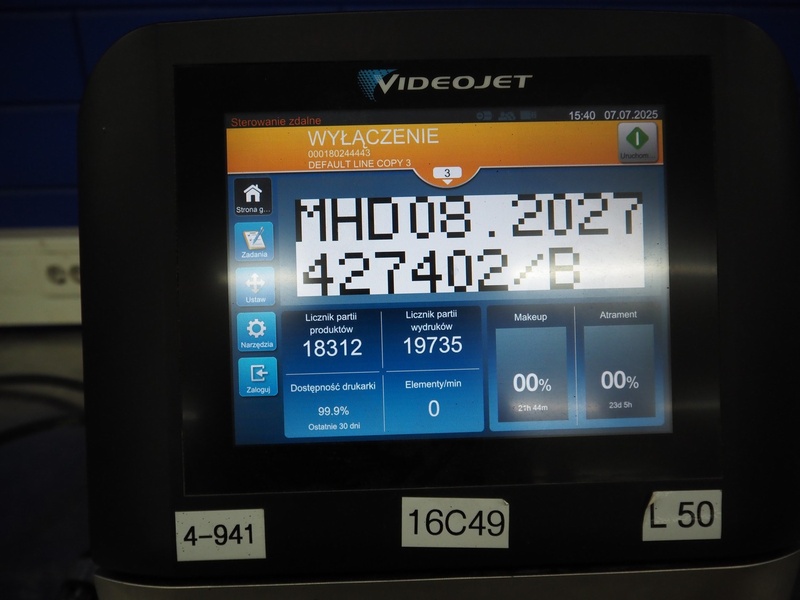 VIDEOJET
Sterowanie zdalne
15:40 07.07.2025
WYŁĄCZENIE
000180244443
DEFAULT LINE COPY 3
Uruchom...
3
Strona g...
MHD08.2027
427402/B
Zadania
Ustaw
Narzędzia
Zaloguj
Licznik partii produktów
18312
Licznik partii wydruków
19735
Dostępność drukarki
99.9%
Ostatnie 30 dni
Elementy/min
0
Makeup
00%
21h 44m
Atrament
00%
23d 5h
4-941
16C49
L 50